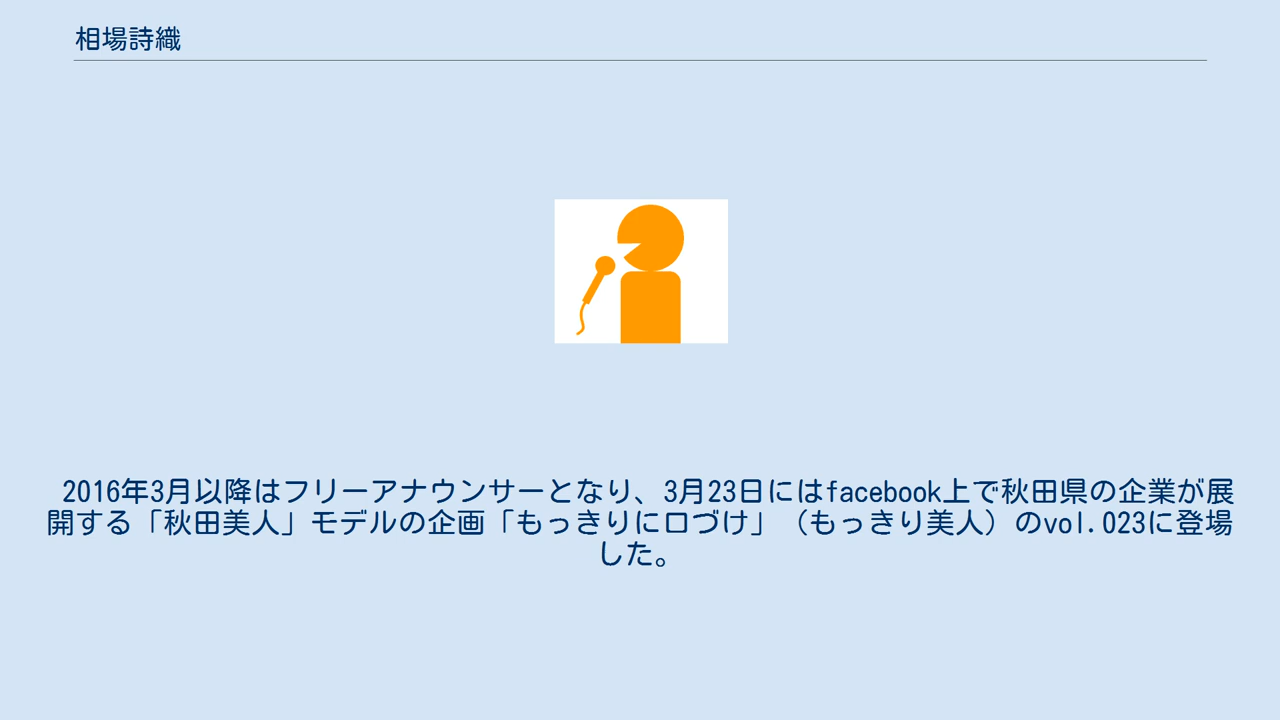 相場詩織
2016年3月以降はフリーアナウンサーとなり、3月23日にはfacebook上で秋田県の企業が展
開する「秋田美人」モデルの企画「もっきりに口づけ」（もっきり美人）のvol.023に登場
した。